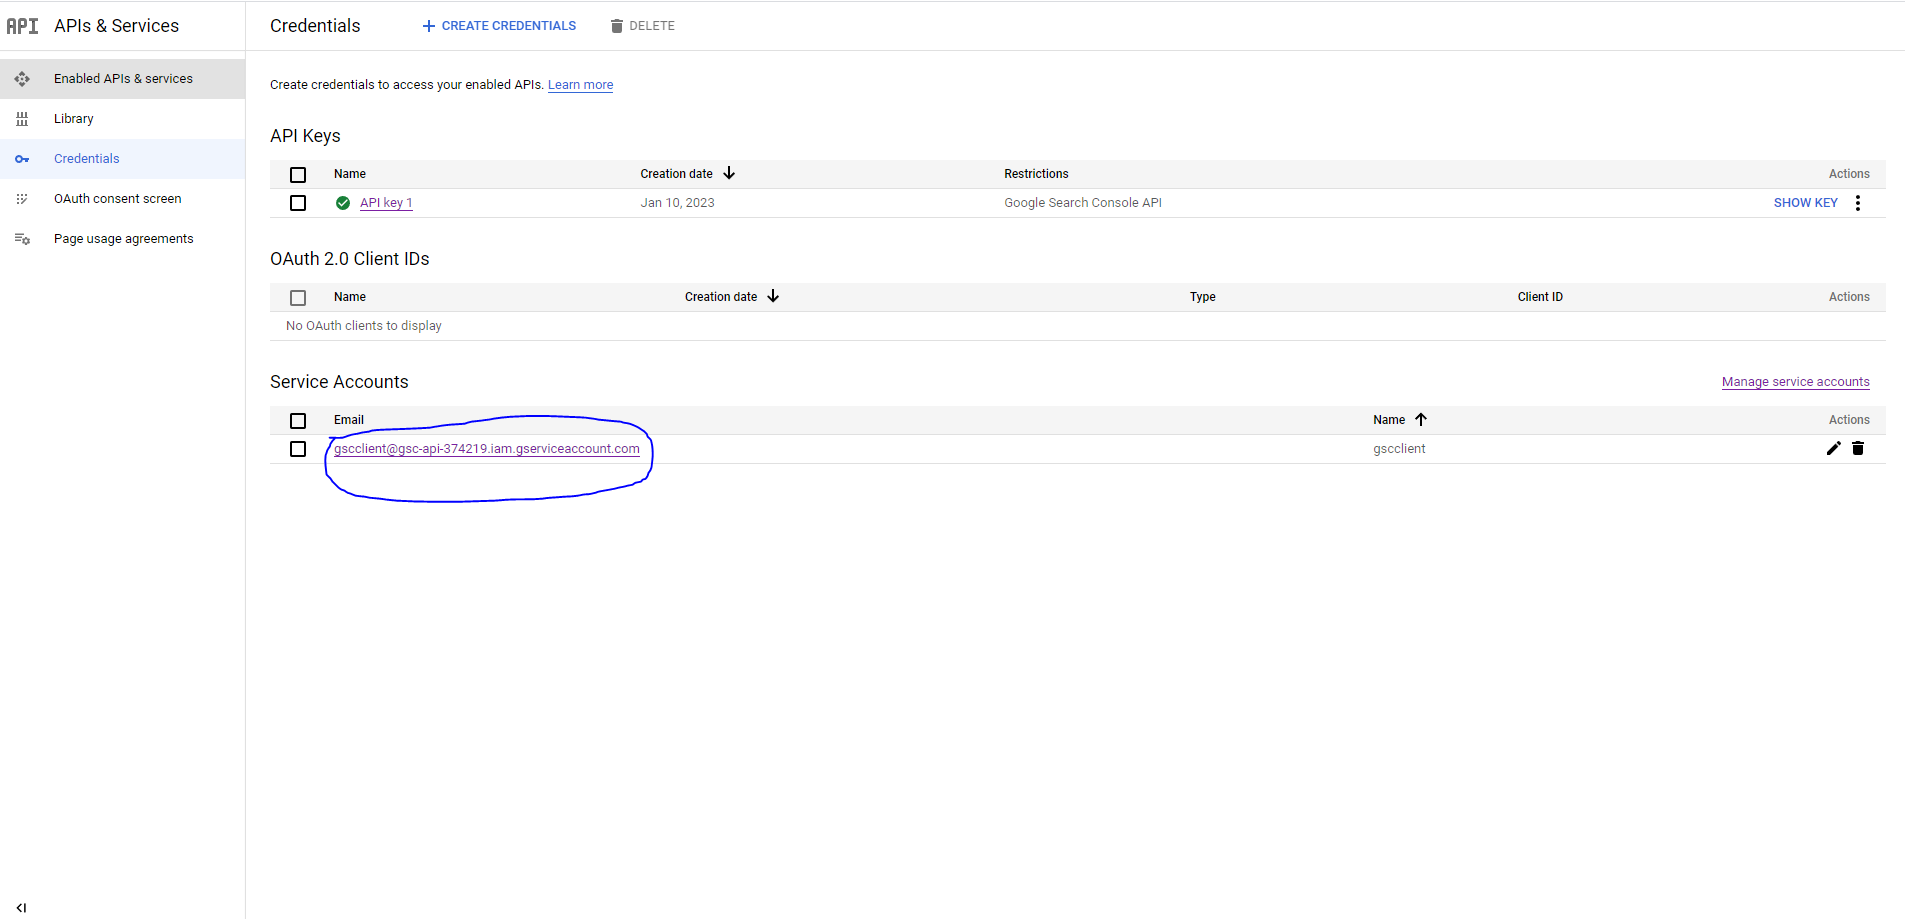 API APIs & Services
Credentials
CREATE CREDENTIALS
DELETE
Enabled APIs & services
Library
Credentials
OAuth consent screen
Page usage agreements
Create credentials to access your enabled APIs. Learn more
API Keys
Name Creation date Restrictions Actions
API key 1 Jan 10, 2023 Google Search Console API SHOW KEY
OAuth 2.0 Client IDs
Name Creation date Type Client ID Actions
No OAuth clients to display
Service Accounts Manage service accounts
Email Name Actions
gscclient@gsc-api-374219.iam.gserviceaccount.com gscclient